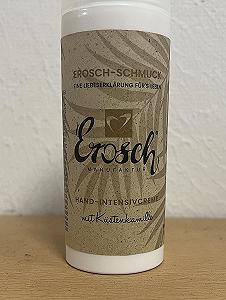 EROSCH-SCHMUCK
EINE LIEBESERKLÄRUNG FÜR'S LEBEN
Erosch
MANUFAKTUR
HAND-INTENSIVCREME
mit Küstenkamille